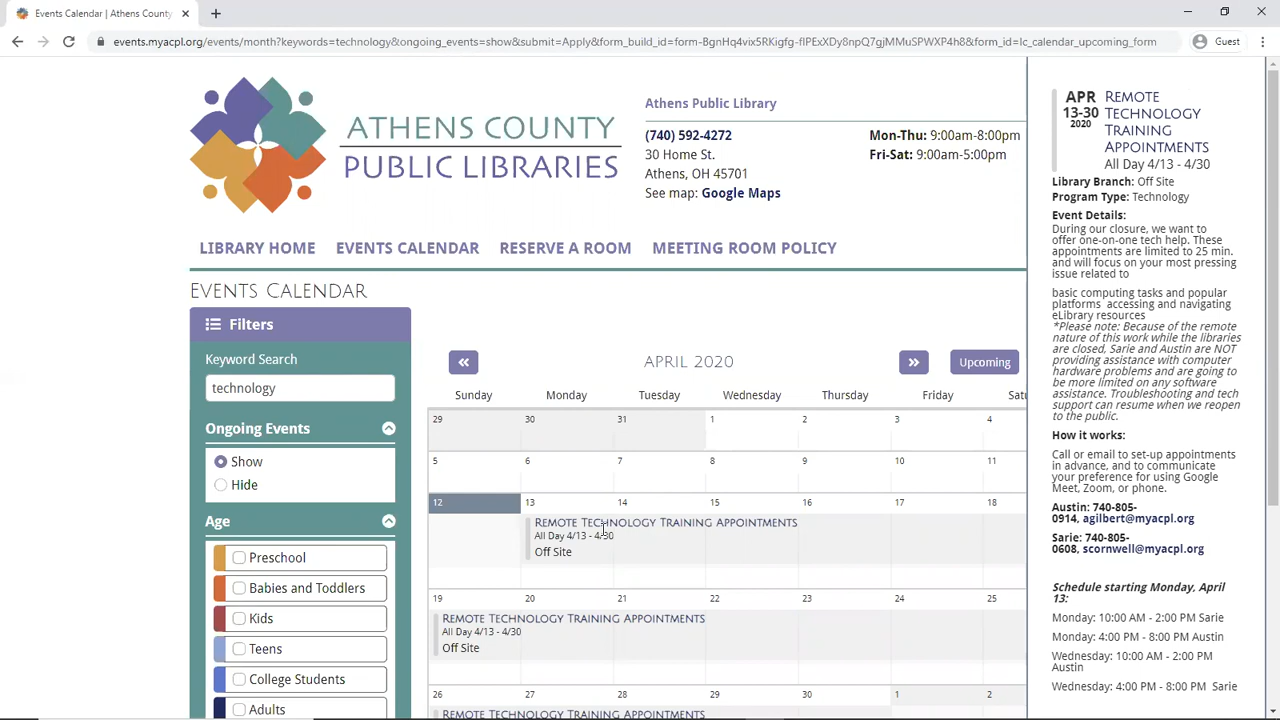 Events Calendar | Athens County
events.myacpl.org/events/month?keywords=technology&ongoing_events=show&submit=Apply&form_build_id=form-BgnHq4vix5RKigfg-fIPExXDy8npQ7gjMMuSPWXP4h8&form_id=lc_calendar_upcoming_form
Guest
ATHENS COUNTY
PUBLIC LIBRARIES
Athens Public Library
(740) 592-4272
30 Home St.
Athens, OH 45701
See map: Google Maps
Mon-Thu: 9:00am-8:00pm
Fri-Sat: 9:00am-5:00pm
LIBRARY HOME EVENTS CALENDAR RESERVE A ROOM MEETING ROOM POLICY
EVENTS CALENDAR
Filters
Keyword Search
technology
Ongoing Events
Show
Hide
Age
Preschool
Babies and Toddlers
Kids
Teens
College Students
Adults
« APRIL 2020 » Upcoming
Sunday Monday Tuesday Wednesday Thursday Friday Satu
29 30 31 1 2 3 4
5 6 7 8 9 10 11
12 13 14 15 16 17 18
REMOTE TECHNOLOGY TRAINING APPOINTMENTS
All Day 4/13 - 4/30
Off Site
19 20 21 22 23 24 25
REMOTE TECHNOLOGY TRAINING APPOINTMENTS
All Day 4/13 - 4/30
Off Site
26 27 28 29 30 1 2
REMOTE TECHNOLOGY TRAINING APPOINTMENTS
APR
13-30
2020
REMOTE
TECHNOLOGY
TRAINING
APPOINTMENTS
All Day 4/13 - 4/30
Library Branch: Off Site
Program Type: Technology
Event Details:
During our closure, we want to
offer one-on-one tech help. These
appointments are limited to 25 min.
and will focus on your most pressing
issue related to
basic computing tasks and popular
platforms accessing and navigating
eLibrary resources
*Please note: Because of the remote
nature of this work while the libraries
are closed, Sarie and Austin are NOT
providing assistance with computer
hardware problems and are going to
be more limited on any software
assistance. Troubleshooting and tech
support can resume when we reopen
to the public.
How it works:
Call or email to set-up appointments
in advance, and to communicate
your preference for using Google
Meet, Zoom, or phone.
Austin: 740-805-
0914, agilbert@myacpl.org
Sarie: 740-805-
0608, scornwell@myacpl.org
Schedule starting Monday, April
13:
Monday: 10:00 AM - 2:00 PM Sarie
Monday: 4:00 PM - 8:00 PM Austin
Wednesday: 10:00 AM - 2:00 PM
Austin
Wednesday: 4:00 PM - 8:00 PM Sarie